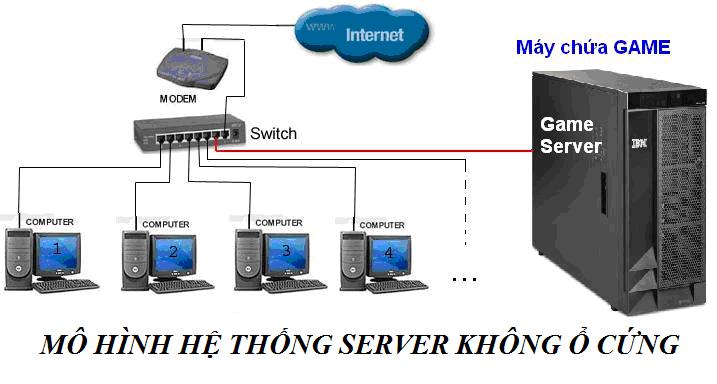 www
Internet
Máy chứa GAME
MODEM
Switch
Game
Server
IBM
COMPUTER
1
COMPUTER
2
COMPUTER
3
COMPUTER
4
...
MÔ HÌNH HỆ THỐNG SERVER KHÔNG Ổ CỨNG